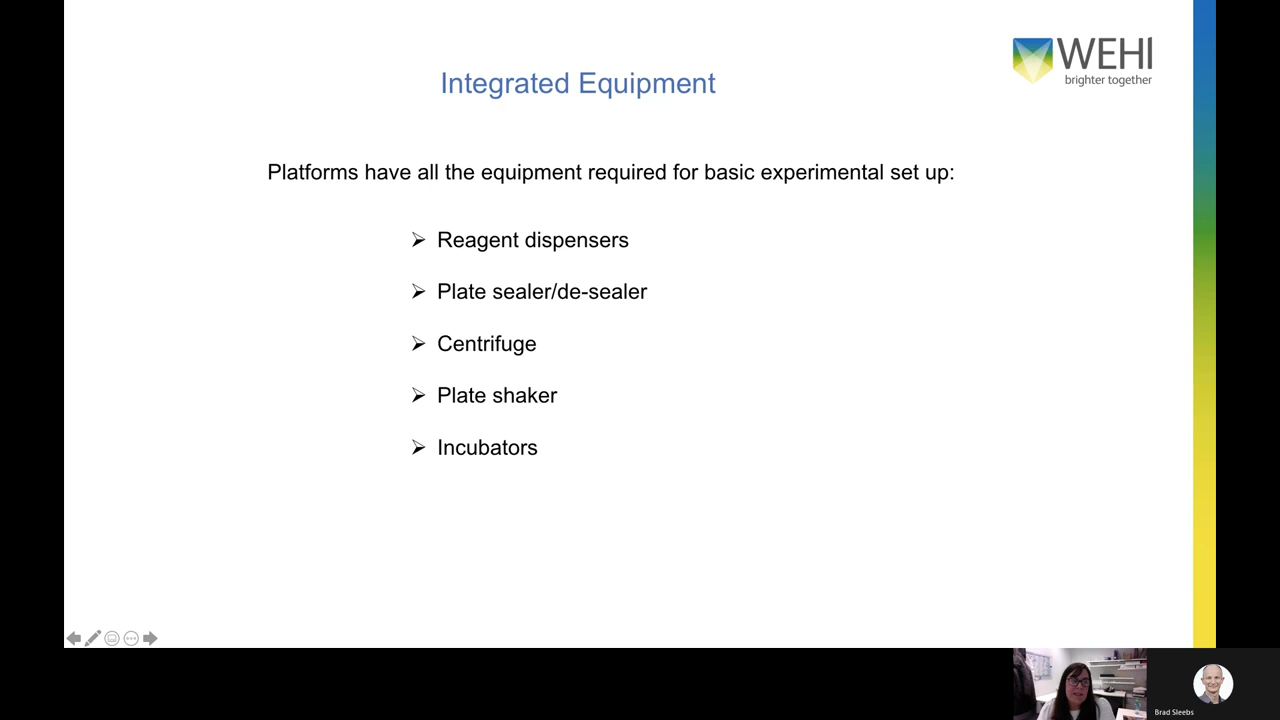 WEHI
brighter together
Integrated Equipment
Platforms have all the equipment required for basic experimental set up:
Reagent dispensers
Plate sealer/de-sealer
Centrifuge
Plate shaker
Incubators
Brad Sleebs